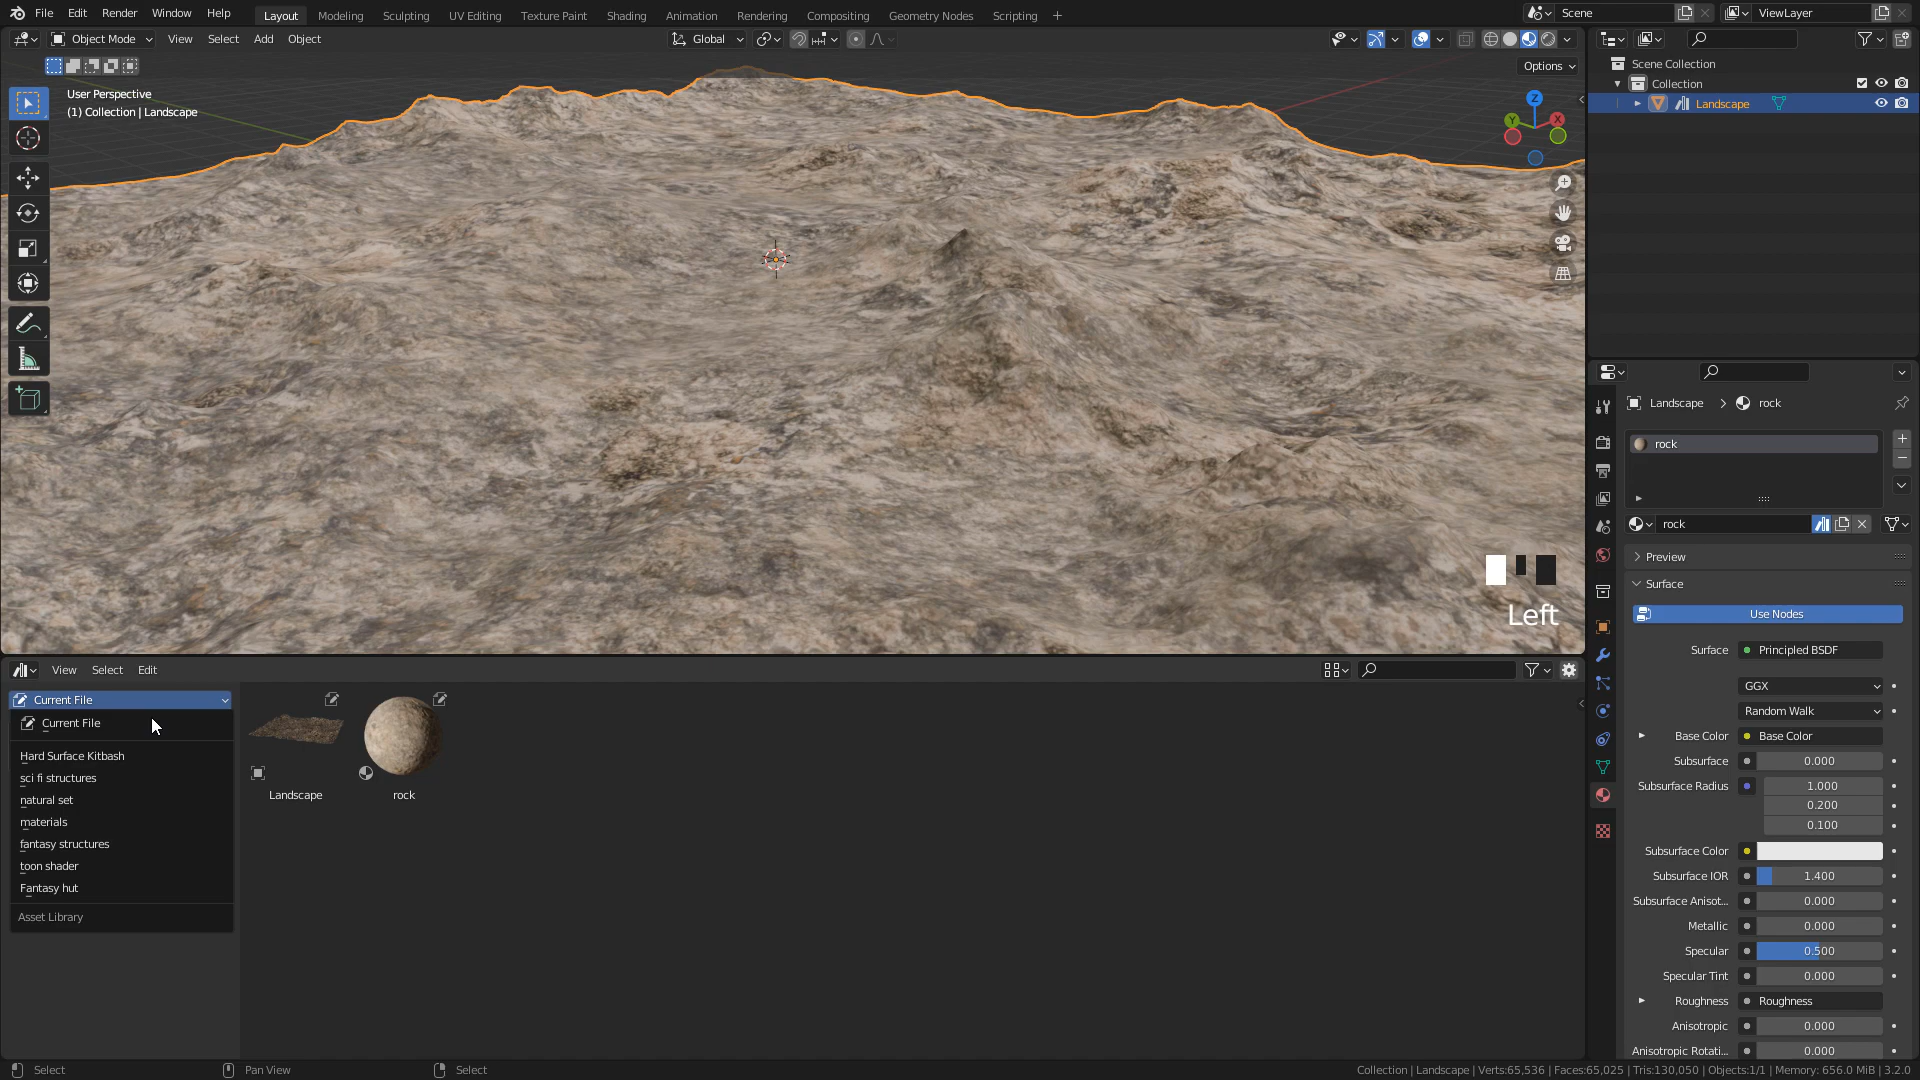 File Edit Render Window Help Layout Modeling Sculpting UV Editing Texture Paint Shading Animation Rendering Compositing Geometry Nodes Scripting + Scene ViewLayer
Object Mode View Select Add Object Global
Options
User Perspective
(1) Collection | Landscape
Z
Y X
Left
Scene Collection
Collection
Landscape
Landscape rock
rock
rock
Preview
Surface
Use Nodes
Surface Principled BSDF
GGX
Random Walk
Base Color Base Color
Subsurface 0.000
Subsurface Radius 1.000
0.200
0.100
Subsurface Color
Subsurface IOR 1.400
Subsurface Anisot... 0.000
Metallic 0.000
Specular 0.500
Specular Tint 0.000
Roughness Roughness
Anisotropic 0.000
Anisotropic Rotati... 0.000
View Select Edit
Current File
Current File
Hard Surface Kitbash
sci fi structures
natural set
materials
fantasy structures
toon shader
Fantasy hut
Asset Library
Landscape rock
Select Pan View Select Collection | Landscape | Verts:65,536 | Faces:65,025 | Tris:130,050 | Objects:1/1 | Memory: 656.0 MiB | 3.2.0